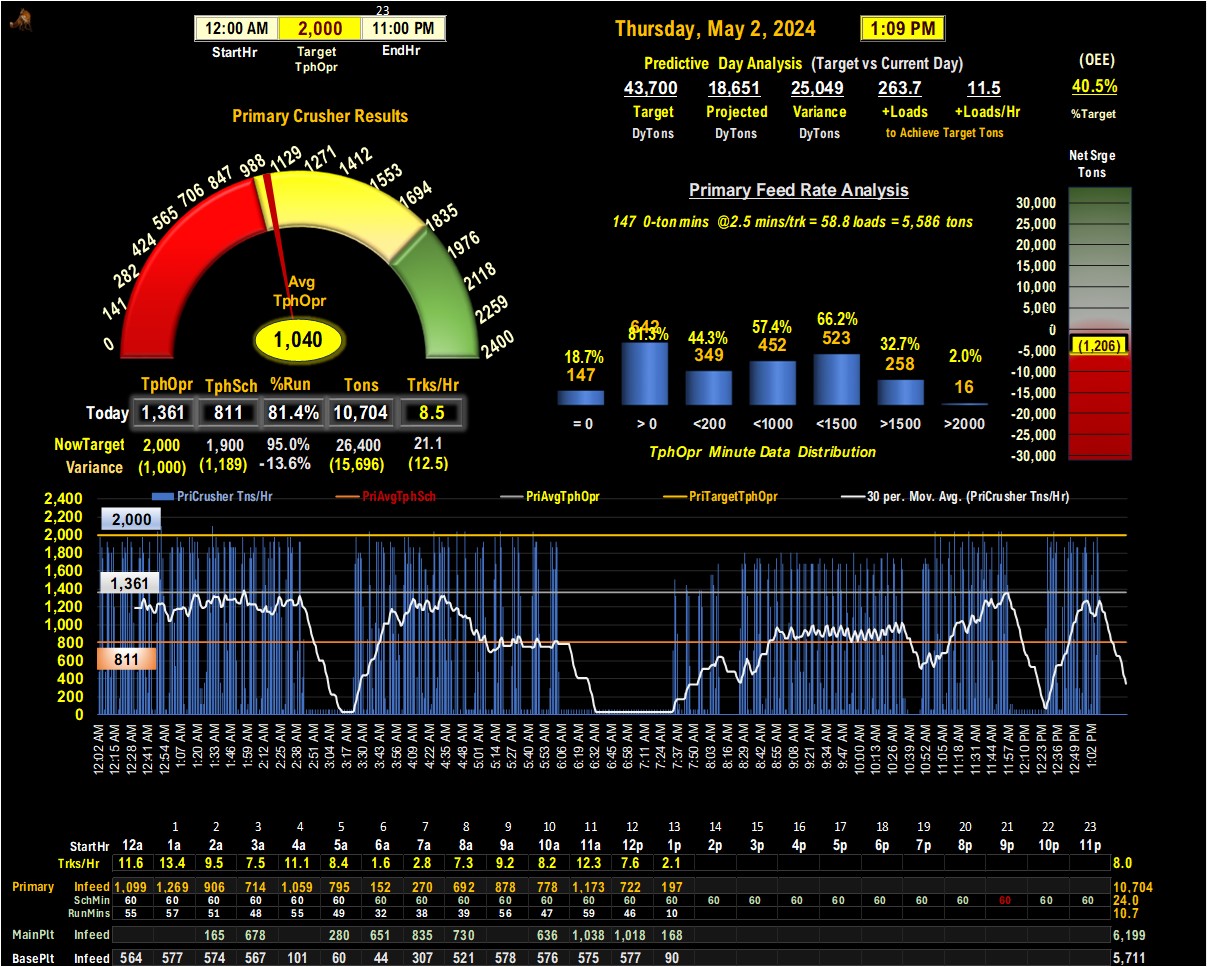 23
12:00 AM 2,000 11:00 PM
StartHr Target TphOpr EndHr
Thursday, May 2, 2024 1:09 PM
Predictive Day Analysis (Target vs Current Day)
43,700 18,651 25,049 263.7 11.5
Target Projected Variance +Loads +Loads/Hr
DyTons DyTons DyTons to Achieve Target Tons
(OEE)
40.5%
%Target
Primary Crusher Results
0 141 282 424 565 706 847 988 1129 1271 1412 1553 1694 1835 1976 2118 2259 2400
Avg
TphOpr
1,040
TphOpr TphSch %Run Tons Trks/Hr
Today 1,361 811 81.4% 10,704 8.5
NowTarget 2,000 1,900 95.0% 26,400 21.1
Variance (1,000) (1,189) -13.6% (15,696) (12.5)
Primary Feed Rate Analysis
147 0-ton mins @2.5 mins/trk = 58.8 loads = 5,586 tons
18.7% 81.3% 44.3% 57.4% 66.2% 32.7% 2.0%
147 642 349 452 523 258 16
= 0 > 0 <200 <1000 <1500 >1500 >2000
TphOpr Minute Data Distribution
Net Srge
Tons
30,000
25,000
20,000
15,000
10,000
5,000
0
(1,206)
-5,000
-10,000
-15,000
-20,000
-25,000
-30,000
PriCrusher Tns/Hr PriAvgTphSch PriAvgTphOpr PriTargetTphOpr 30 per. Mov. Avg. (PriCrusher Tns/Hr)
2,400
2,200
2,000
1,800
1,600
1,400
1,200
1,000
800
600
400
200
0
2,000
1,361
811
12:02 AM 12:15 AM 12:28 AM 12:41 AM 12:54 AM 1:07 AM 1:20 AM 1:33 AM 1:46 AM 1:59 AM 2:12 AM 2:25 AM 2:38 AM 2:51 AM 3:04 AM 3:17 AM 3:30 AM 3:43 AM 3:56 AM 4:09 AM 4:22 AM 4:35 AM 4:48 AM 5:01 AM 5:14 AM 5:27 AM 5:40 AM 5:53 AM 6:06 AM 6:19 AM 6:32 AM 6:45 AM 6:58 AM 7:11 AM 7:24 AM 7:37 AM 7:50 AM 8:03 AM 8:16 AM 8:29 AM 8:42 AM 8:55 AM 9:08 AM 9:21 AM 9:34 AM 9:47 AM 10:00 AM 10:13 AM 10:26 AM 10:39 AM 10:52 AM 11:05 AM 11:18 AM 11:31 AM 11:44 AM 11:57 AM 12:10 PM 12:23 PM 12:36 PM 12:49 PM 1:02 PM
1 2 3 4 5 6 7 8 9 10 11 12 13 14 15 16 17 18 19 20 21 22 23
StartHr 12a 1a 2a 3a 4a 5a 6a 7a 8a 9a 10a 11a 12p 1p 2p 3p 4p 5p 6p 7p 8p 9p 10p 11p
Trks/Hr 11.6 13.4 9.5 7.5 11.1 8.4 1.6 2.8 7.3 9.2 8.2 12.3 7.6 2.1 8.0
Primary Infeed 1,099 1,269 906 714 1,059 795 152 270 692 878 778 1,173 722 197 10,704
SchMin 60 60 60 60 60 60 60 60 60 60 60 60 60 60 60 60 60 60 60 60 60 60 60 60 24.0
RunMins 55 57 51 48 55 49 32 38 39 56 47 59 46 10 10.7
MainPlt Infeed 165 678 280 651 835 730 636 1,038 1,018 168 6,199
BasePlt Infeed 564 577 574 567 101 60 44 307 521 578 576 575 577 90 5,711